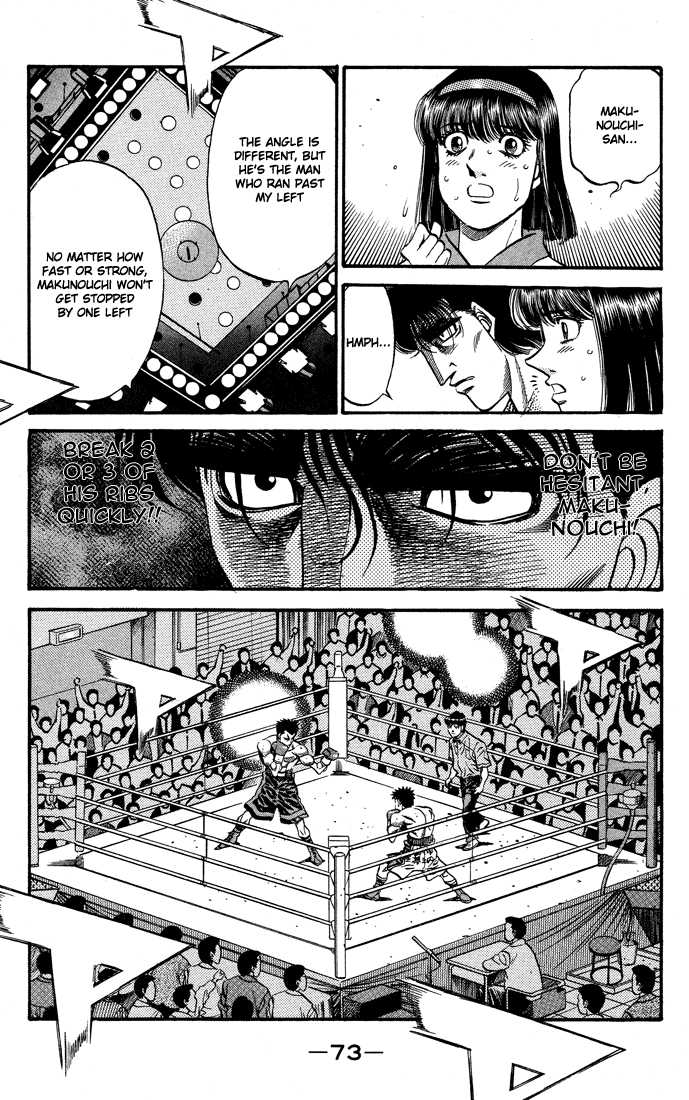 MAKU-
NOUCHI-
SAN...
HMPH...
THE ANGLE IS
DIFFERENT, BUT
HE'S THE MAN
WHO RAN PAST
MY LEFT
NO MATTER HOW
FAST OR STRONG,
MAKUNOUCHI WON'T
GET STOPPED
BY ONE LEFT
DON'T BE
HESITANT,
MAKU-
NOUCHI!
BREAK 2
OR 3 OF
HIS RIBS
QUICKLY!!
—73—